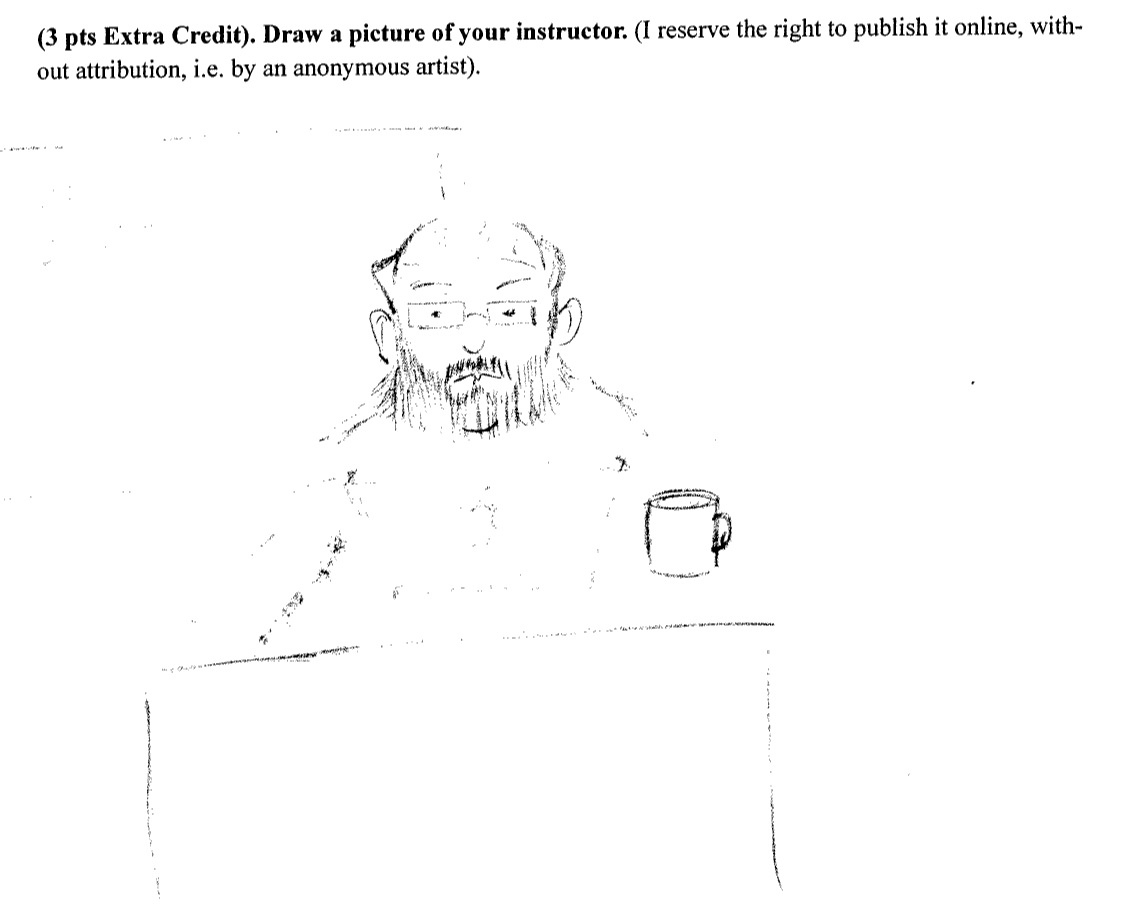 (3 pts Extra Credit). Draw a picture of your instructor. (I reserve the right to publish it online, with-
out attribution, i.e. by an anonymous artist).